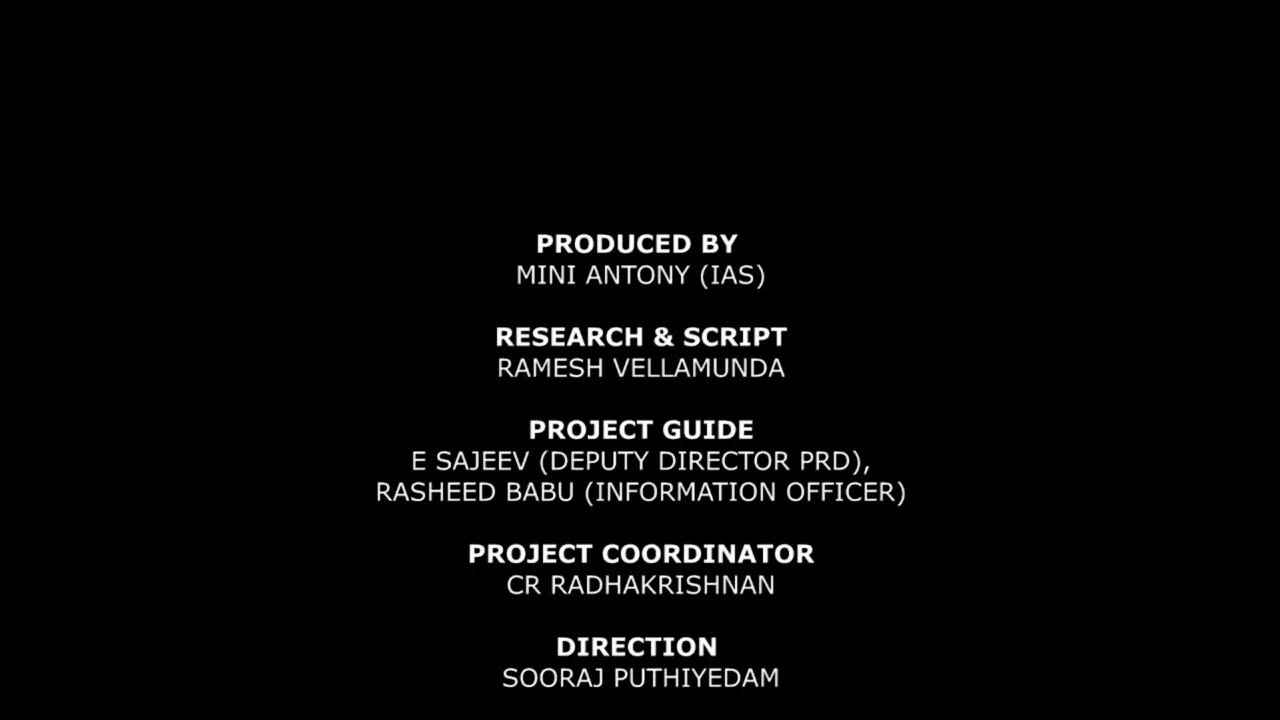 PRODUCED BY
MINI ANTONY (IAS)
RESEARCH & SCRIPT
RAMESH VELLAMUNDA
PROJECT GUIDE
E SAJEEV (DEPUTY DIRECTOR PRD),
RASHEED BABU (INFORMATION OFFICER)
PROJECT COORDINATOR
CR RADHAKRISHNAN
DIRECTION
SOORAJ PUTHIYEDAM